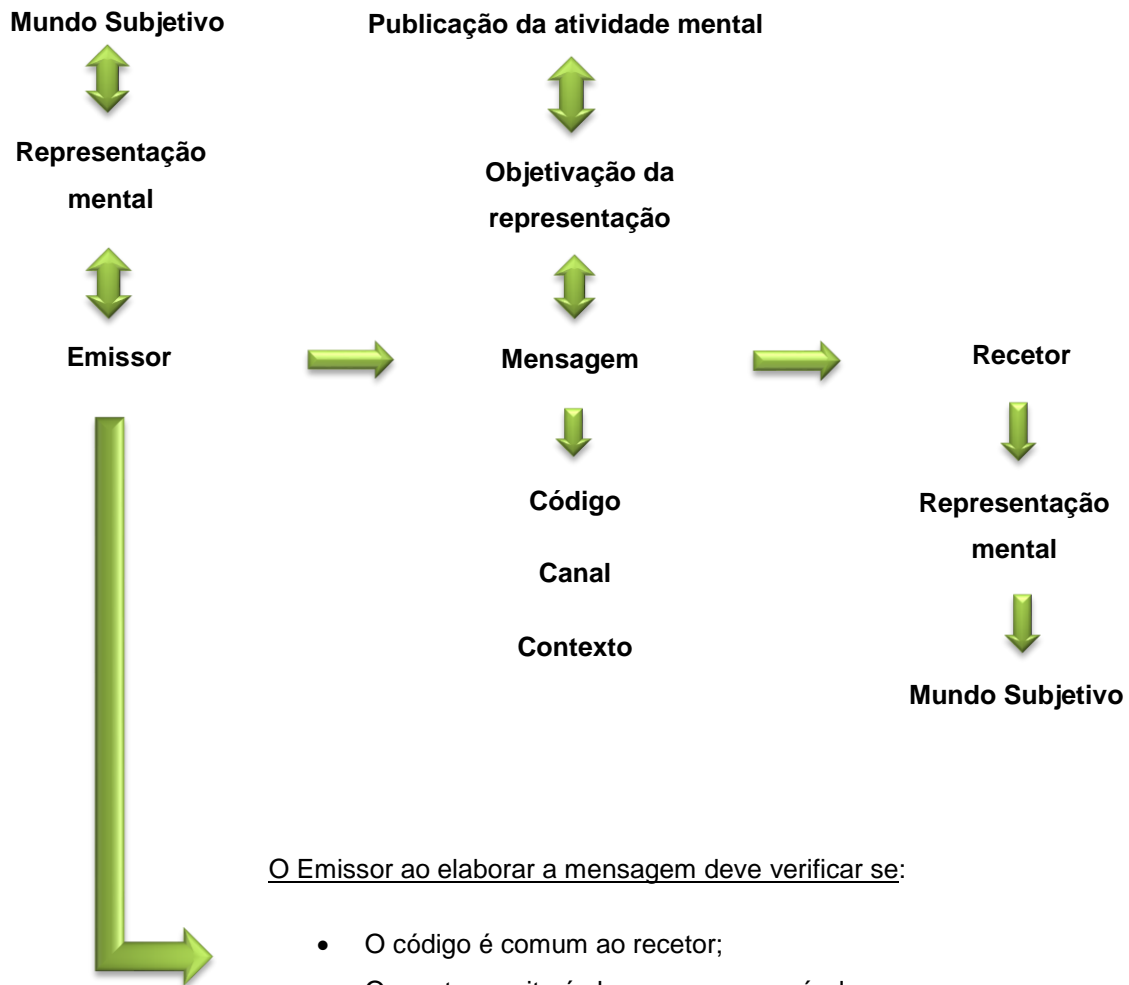 Mundo Subjetivo
Publicação da atividade mental
Representação
mental
Objetivação da
representação
Emissor
Mensagem
Recetor
Código
Canal
Contexto
Representação
mental
Mundo Subjetivo
O Emissor ao elaborar a mensagem deve verificar se:
• O código é comum ao recetor;